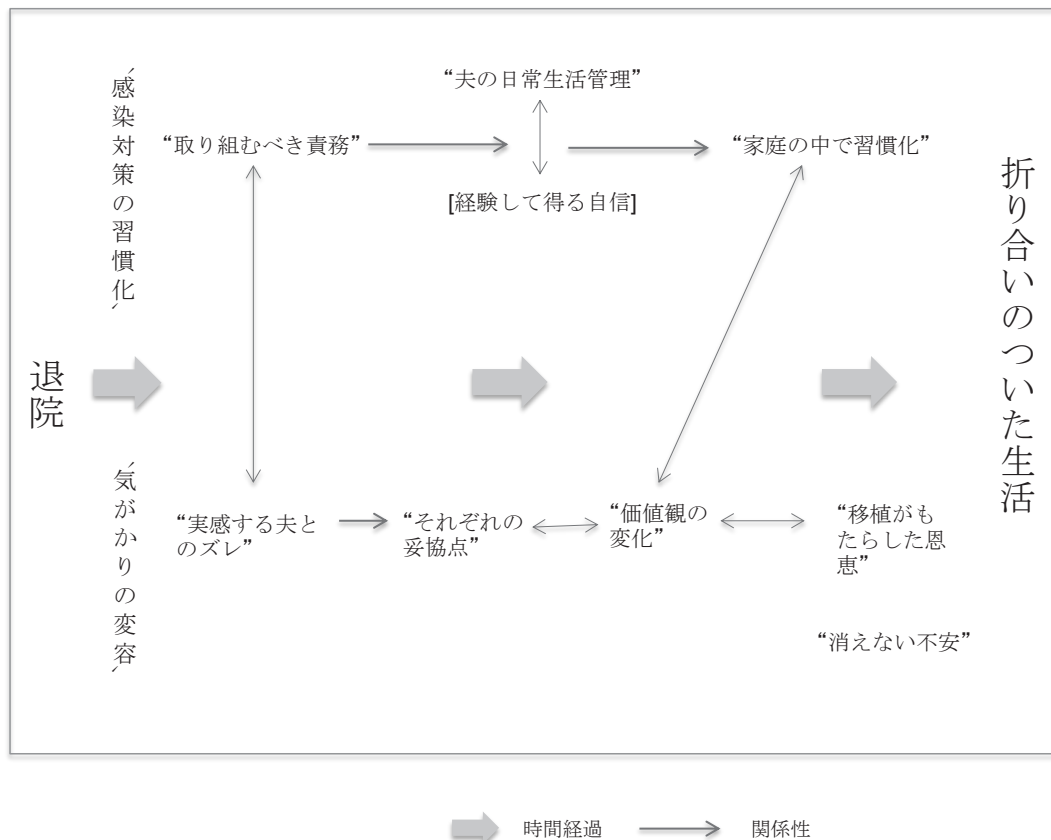 〝感染対策の習慣化〟
“夫の日常生活管理”
“取り組むべき責務”
“家庭の中で習慣化”
[経験して得る自信]
退院
折り合いのついた生活
〝気がかりの変容〟
“実感する夫と
のズレ”
“それぞれの
妥協点”
“価値観の
変化”
“移植がも
たらした恩
恵”
“消えない不安”
時間経過
関係性